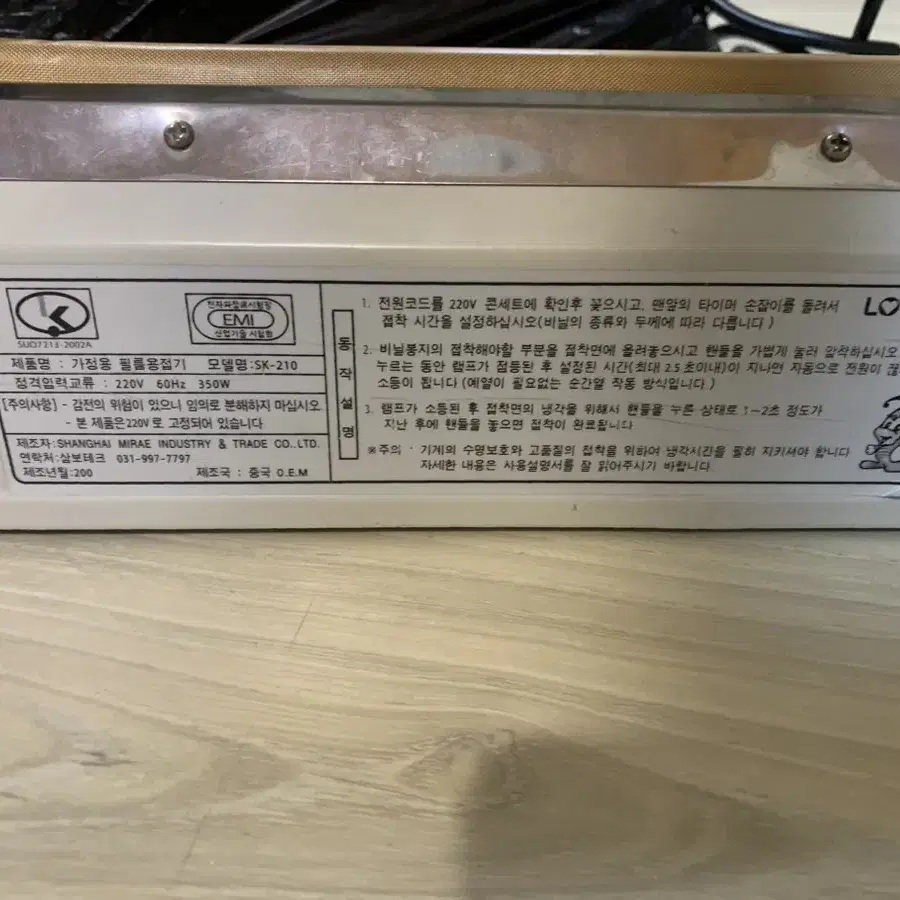 SU07213-2002A
전자파장해시험필
EMI
산업기술시험원
제품명 : 가정용 필름용접기 모델명:SK-210
정격입력교류 : 220V 60Hz 350W
[주의사항] - 감전의 위험이 있으니 임의로 분해하지 마십시오
- 본 제품은220V로 고정되어 있습니다
제조자: SHANGHAI MIRAE INDUSTRY & TRADE CO., LTD.
연락처:삼보테크 031-997-7797
제조년월:200 제조국 : 중국 O.E.M
동작설명
1. 전원코드를 220V 콘세트에 확인후 꽂으시고, 맨앞의 타이머 손잡이를 돌려서
접착 시간을 설정하십시오(비닐의 종류와 두께에 따라 다릅니다)
2. 비닐봉지의 접착해야할 부분을 접착면에 올려놓으시고 핸들을 가볍게 눌러 압착하십시오
누르는 동안 램프가 점등된 후 설정된 시간(최대 2.5초이내)이 지나면 자동으로 전원이
소등이 됩니다 (예열이 필요없는 순간열 작동 방식입니다.)
3. 램프가 소등된 후 접착면의 냉각을 위해서 핸들을 누른 상태로 1~2초 정도가
지난 후에 핸들을 놓으면 접착이 완료됩니다
※주의 : 기계의 수명보호와 고품질의 접착을 위하여 냉각시간을 필히 지키셔야 합니다
자세한 내용은 사용설명서를 잘 읽어주시기 바랍니다.